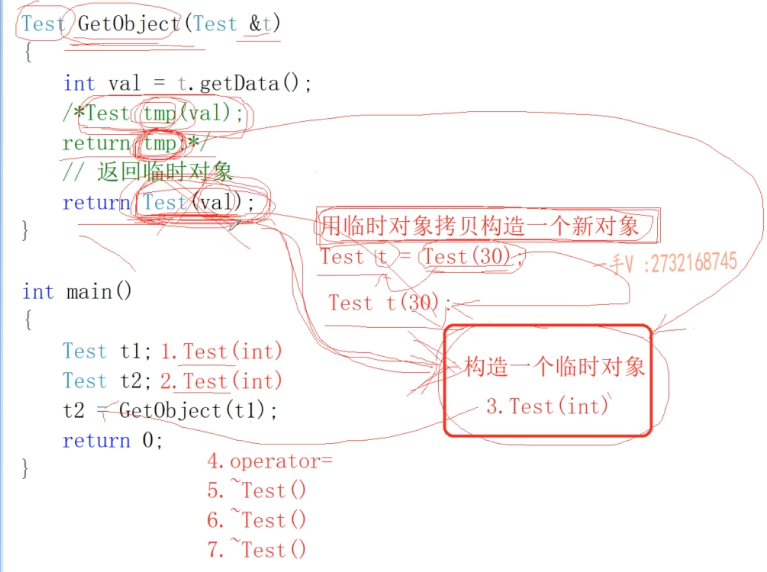 Test GetObject(Test &t)
{
int val = t.getData();
/*Test tmp(val);
return tmp;*/
// 返回临时对象
return Test(val);
}
用临时对象拷贝构造一个新对象
Test t = Test(30);
一手V :2732168745
Test t(30);
int main()
{
Test t1; 1.Test(int)
Test t2; 2.Test(int)
t2 = GetObject(t1);
return 0;
}
构造一个临时对象
3.Test(int)
4.operator=
5.~Test()
6.~Test()
7.~Test()